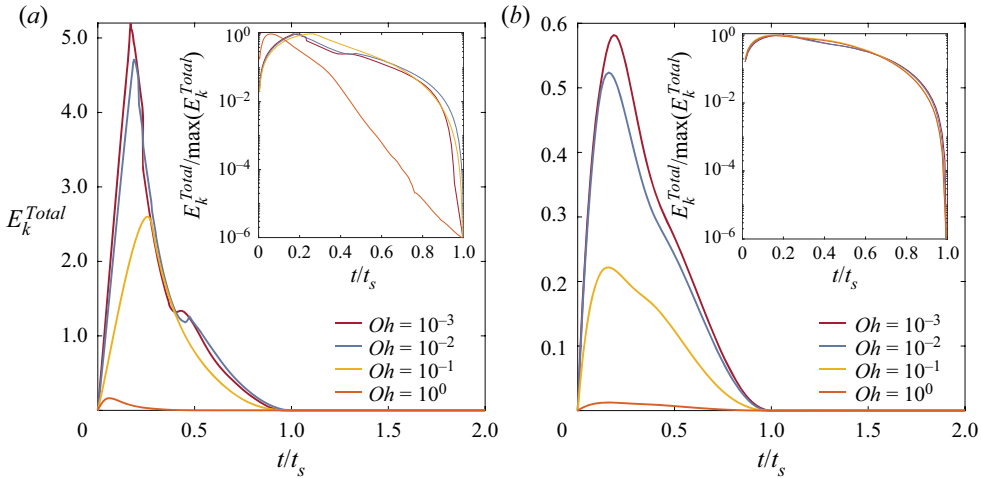 (a)
5.0
4.0
3.0
E_k^Total
2.0
1.0
0
0
1.0
2.0
t/t_s
Oh = 10^–3
Oh = 10^–2
Oh = 10^–1
Oh = 10^0
10^0
10^–2
10^–4
10^–6
E_k^Total/max(E_k^Total)
0
0.2
0.4
0.6
0.8
1.0
t/t_s
(b)
0.6
0.5
0.4
0.3
0.2
0.1
0
0.5
1.0
1.5
2.0
t/t_s
Oh = 10^–3
Oh = 10^–2
Oh = 10^–1
Oh = 10^0
10^0
10^–2
10^–4
10^–6
E_k^Total/max(E_k^Total)
0
0.2
0.4
0.6
0.8
1.0
t/t_s